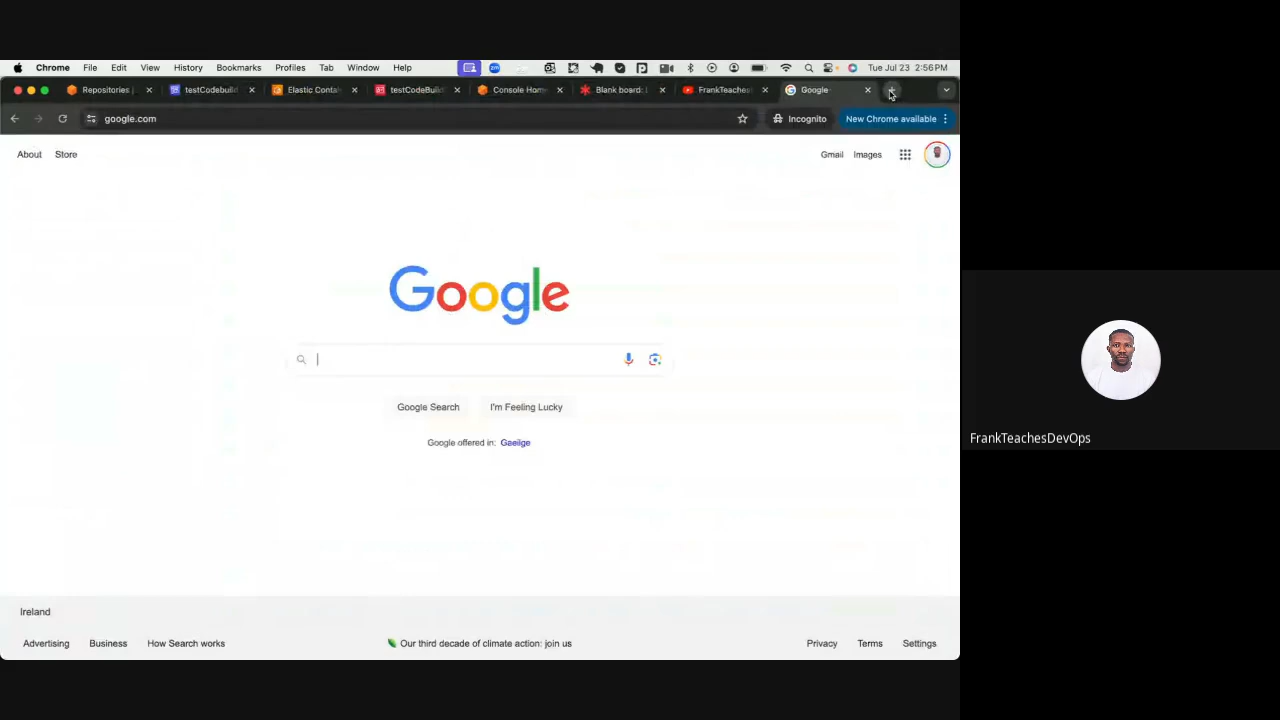 Chrome File Edit View History Bookmarks Profiles Tab Window Help Tue Jul 23 2:56 PM
Repositories testCodebuild Elastic Conta testCodeBuil Console Hom Blank board: FrankTeaches Google
google.com Incognito New Chrome available
About Store Gmail Images
Google
Google Search I'm Feeling Lucky
Google offered in: Gaeilge
FrankTeachesDevOps
Ireland
Advertising Business How Search works Our third decade of climate action: join us Privacy Terms Settings